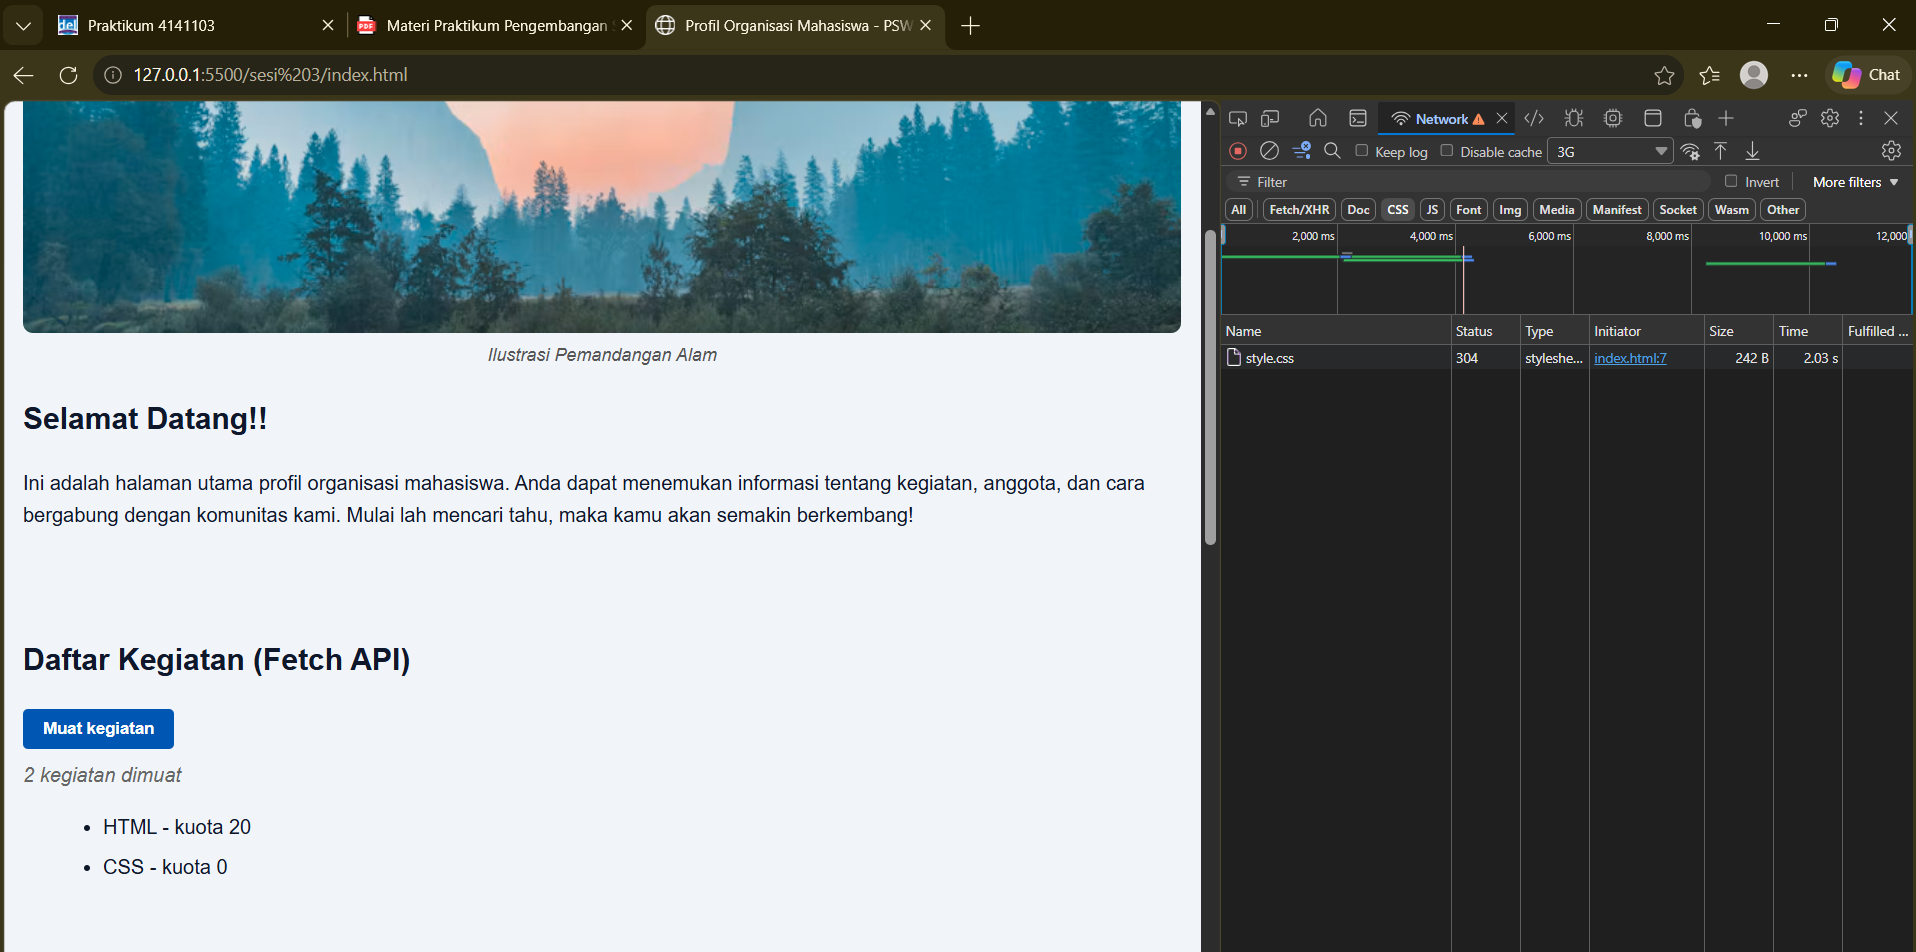 del Praktikum 4141103
PDF Materi Praktikum Pengembangan
Profil Organisasi Mahasiswa - PSW
127.0.0.1:5500/sesi%203/index.html
Chat
Ilustrasi Pemandangan Alam
Selamat Datang!!
Ini adalah halaman utama profil organisasi mahasiswa. Anda dapat menemukan informasi tentang kegiatan, anggota, dan cara
bergabung dengan komunitas kami. Mulai lah mencari tahu, maka kamu akan semakin berkembang!
Daftar Kegiatan (Fetch API)
Muat kegiatan
2 kegiatan dimuat
HTML - kuota 20
CSS - kuota 0
Network
Keep log Disable cache 3G
Filter Invert More filters
All Fetch/XHR Doc CSS JS Font Img Media Manifest Socket Wasm Other
2,000 ms 4,000 ms 6,000 ms 8,000 ms 10,000 ms 12,000
Name Status Type Initiator Size Time Fulfilled ...
style.css 304 styleshe... index.html:7 242 B 2.03 s